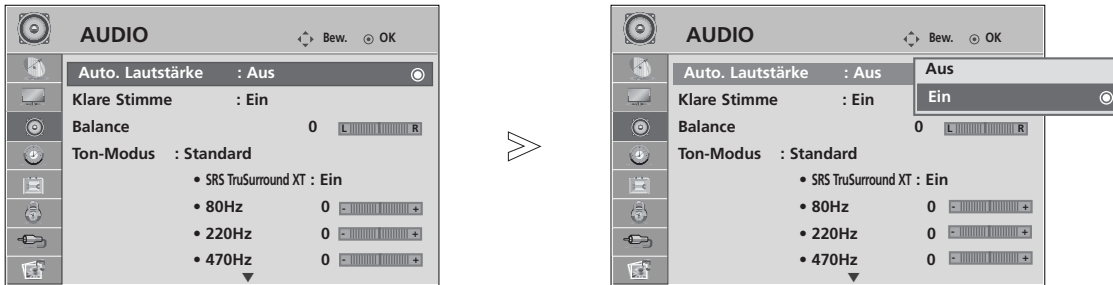 AUDIO Bew. OK
Auto. Lautstärke : Aus
Klare Stimme : Ein
Balance 0 L R
Ton-Modus : Standard
• SRS TruSurround XT : Ein
• 80Hz 0 - +
• 220Hz 0 - +
• 470Hz 0 - +
AUDIO Bew. OK
Auto. Lautstärke : Aus
Aus
Ein
Klare Stimme : Ein
Balance 0 L R
Ton-Modus : Standard
• SRS TruSurround XT : Ein
• 80Hz 0 - +
• 220Hz 0 - +
• 470Hz 0 - +